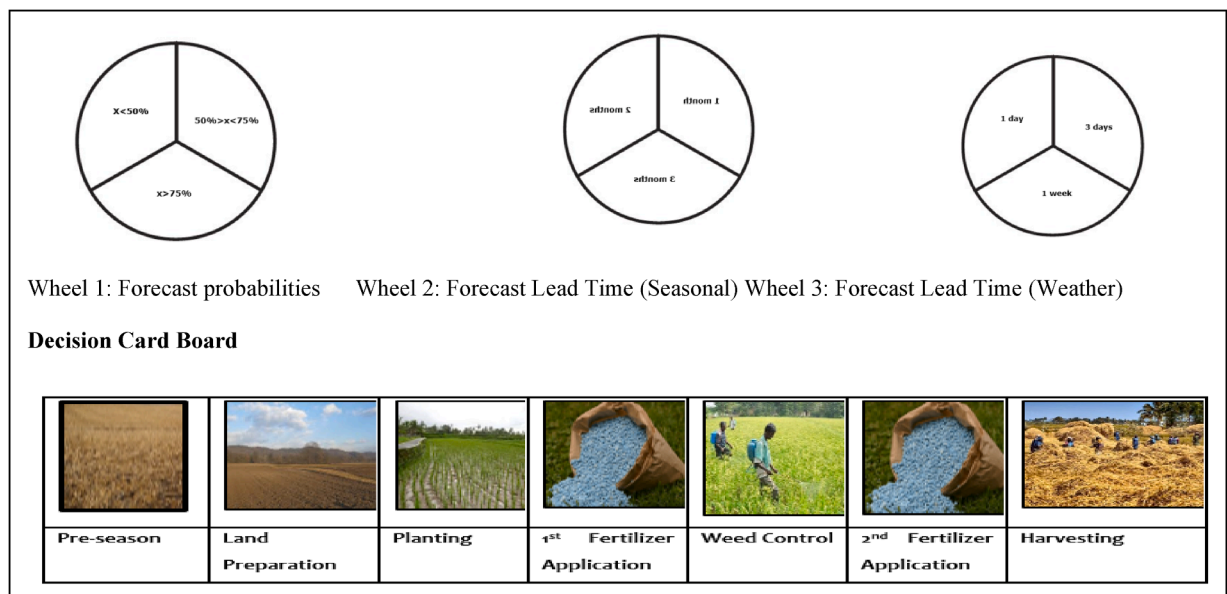 X<50%
50%>x<75%
x>75%
2 months
1 month
3 months
1 day
3 days
1 week
Wheel 1: Forecast probabilities Wheel 2: Forecast Lead Time (Seasonal) Wheel 3: Forecast Lead Time (Weather)
Decision Card Board
Pre-season
Land
Preparation
Planting
1st Fertilizer
Application
Weed Control
2nd Fertilizer
Application
Harvesting